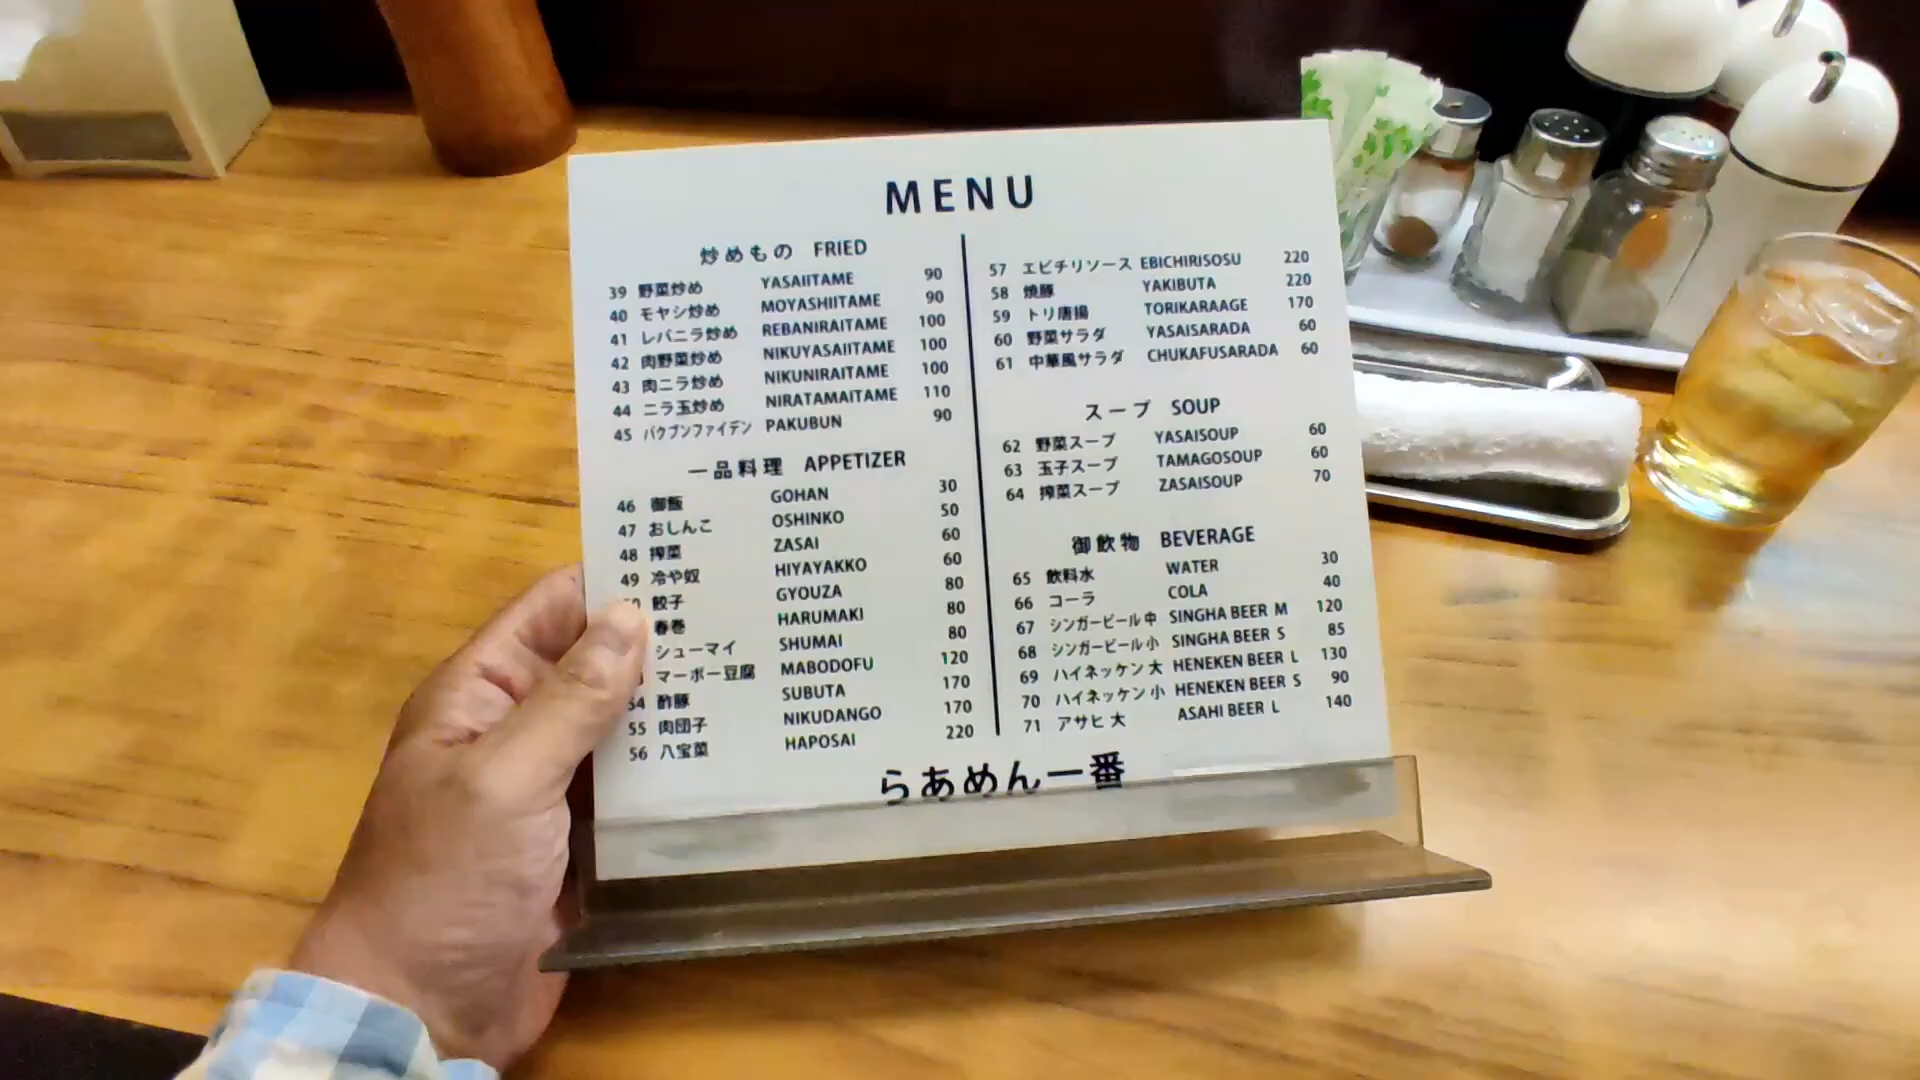 MENU
炒めもの FRIED
39 野菜炒め YASAIITAME 90
40 モヤシ炒め MOYASHIITAME 90
41 レバニラ炒め REBANIRAITAME 100
42 肉野菜炒め NIKUYASAIITAME 100
43 肉ニラ炒め NIKUNIRAITAME 100
44 ニラ玉炒め NIRATAMAITAME 110
45 パクブンファイデン PAKUBUN 90
一品料理 APPETIZER
46 御飯 GOHAN 30
47 おしんこ OSHINKO 50
48 搾菜 ZASAI 60
49 冷や奴 HIYAYAKKO 60
餃子 GYOUZA 80
春巻 HARUMAKI 80
シューマイ SHUMAI 80
マーボー豆腐 MABODOFU 120
54 酢豚 SUBUTA 170
55 肉団子 NIKUDANGO 170
56 八宝菜 HAPOSAI 220
57 エビチリソース EBICHIRISOSU 220
58 焼豚 YAKIBUTA 220
59 トリ唐揚 TORIKARAAGE 170
60 野菜サラダ YASAISARADA 60
61 中華風サラダ CHUKAFUSARADA 60
スープ SOUP
62 野菜スープ YASAISOUP 60
63 玉子スープ TAMAGOSOUP 60
64 搾菜スープ ZASAISOUP 70
御飲物 BEVERAGE
65 飲料水 WATER 30
66 コーラ COLA 40
67 シンガービール中 SINGHA BEER M 120
68 シンガービール小 SINGHA BEER S 85
69 ハイネッケン大 HENEKEN BEER L 130
70 ハイネッケン小 HENEKEN BEER S 90
71 アサヒ大 ASAHI BEER L 140
らあめん一番